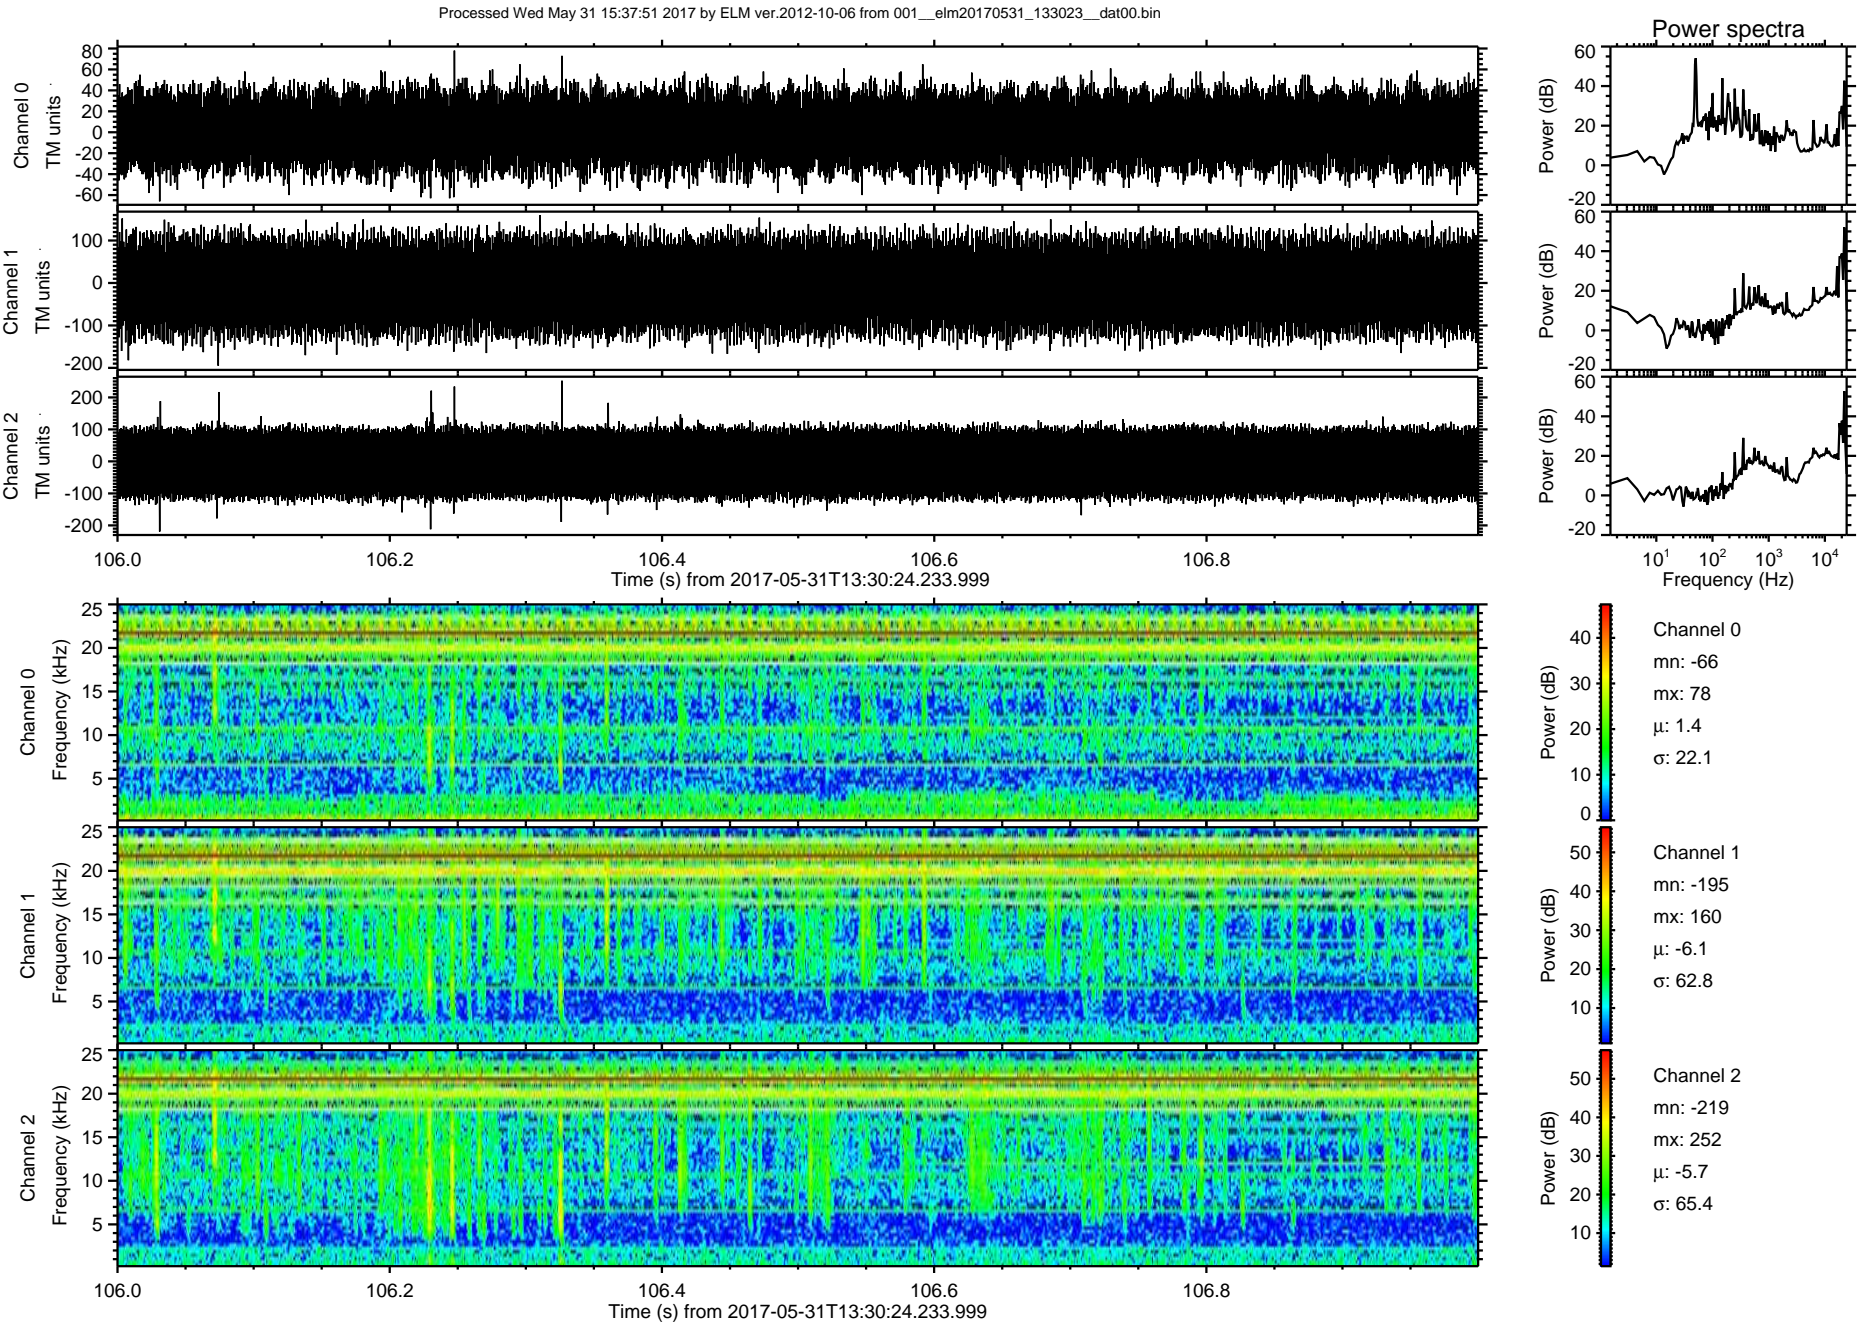 Processed Wed May 31 15:37:51 2017 by ELM ver.2012-10-06 from 001__elm20170531_133023__dat00.bin
Power spectra
Channel 0
TM units
80
60
40
20
0
-20
-40
-60
Power (dB)
60
40
20
0
-20
Channel 1
TM units
100
0
-100
-200
Power (dB)
60
40
20
0
-20
Channel 2
TM units
200
100
0
-100
-200
Power (dB)
60
40
20
0
-20
106.0 106.2 106.4 106.6 106.8
Time (s) from 2017-05-31T13:30:24.233.999
10¹ 10² 10³ 10⁴
Frequency (Hz)
Channel 0
Frequency (kHz)
25
20
15
10
5
Power (dB)
40
30
20
10
0
Channel 0
mn: -66
mx: 78
μ: 1.4
σ: 22.1
Channel 1
Frequency (kHz)
25
20
15
10
5
Power (dB)
50
40
30
20
10
Channel 1
mn: -195
mx: 160
μ: -6.1
σ: 62.8
Channel 2
Frequency (kHz)
25
20
15
10
5
Power (dB)
50
40
30
20
10
Channel 2
mn: -219
mx: 252
μ: -5.7
σ: 65.4
106.0 106.2 106.4 106.6 106.8
Time (s) from 2017-05-31T13:30:24.233.999